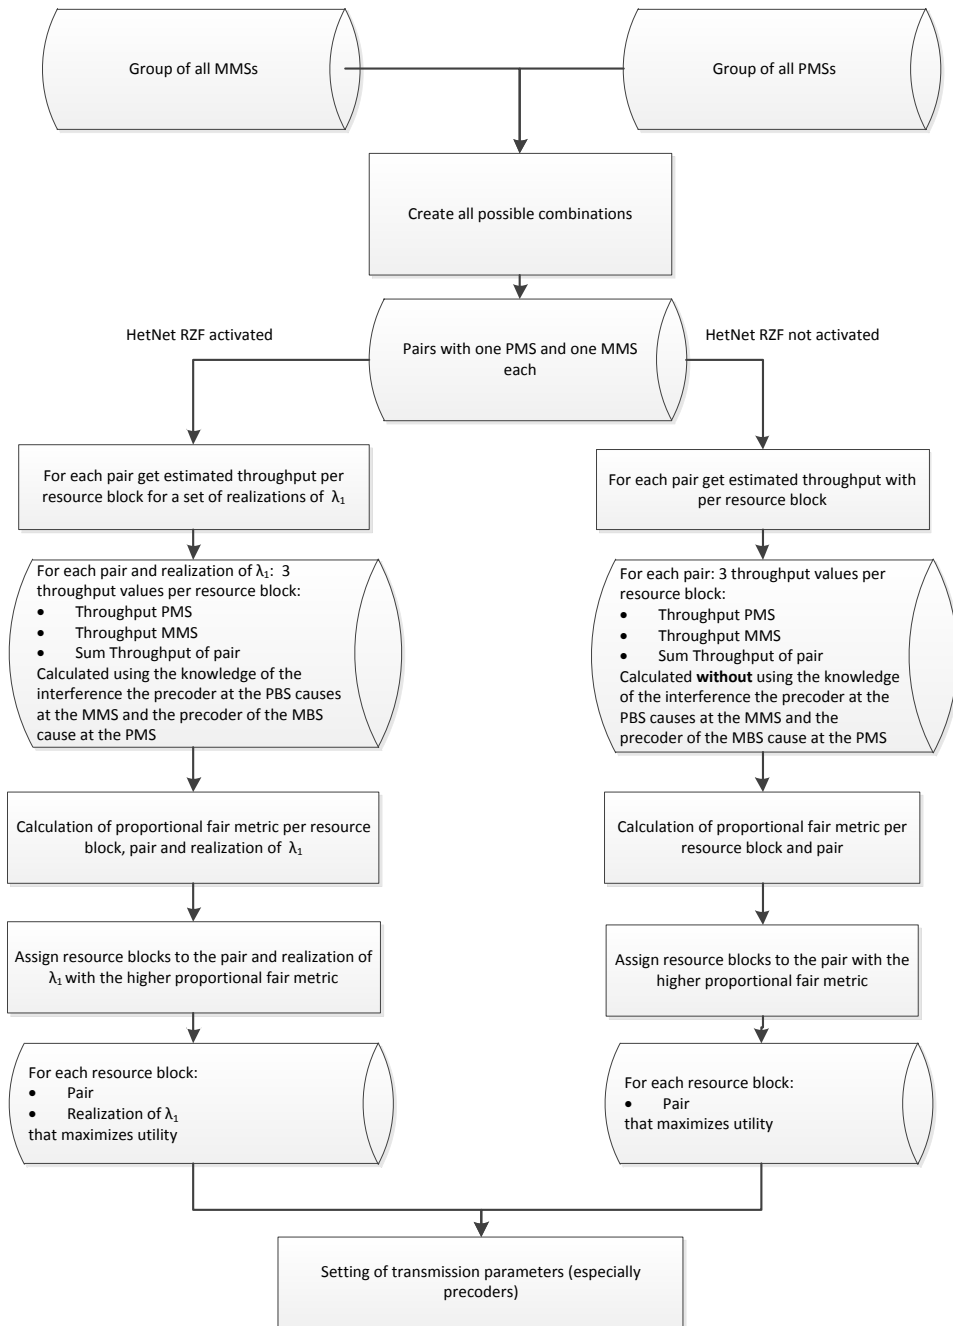 Group of all MMSs
Group of all PMSs
Create all possible combinations
HetNet RZF activated
HetNet RZF not activated
Pairs with one PMS and one MMS
each
For each pair get estimated throughput per
resource block for a set of realizations of λ₁
For each pair get estimated throughput with
per resource block
For each pair and realization of λ₁: 3
throughput values per resource block:
• Throughput PMS
• Throughput MMS
• Sum Throughput of pair
Calculated using the knowledge of the
interference the precoder at the PBS causes
at the MMS and the precoder of the MBS
cause at the PMS
For each pair: 3 throughput values per
resource block:
• Throughput PMS
• Throughput MMS
• Sum Throughput of pair
Calculated without using the knowledge
of the interference the precoder at the
PBS causes at the MMS and the
precoder of the MBS cause at the PMS
Calculation of proportional fair metric per resource
block, pair and realization of λ₁
Calculation of proportional fair metric per
resource block and pair
Assign resource blocks to the pair and realization of
λ₁ with the higher proportional fair metric
Assign resource blocks to the pair with the
higher proportional fair metric
For each resource block:
• Pair
• Realization of λ₁
that maximizes utility
For each resource block:
• Pair
that maximizes utility
Setting of transmission parameters (especially
precoders)